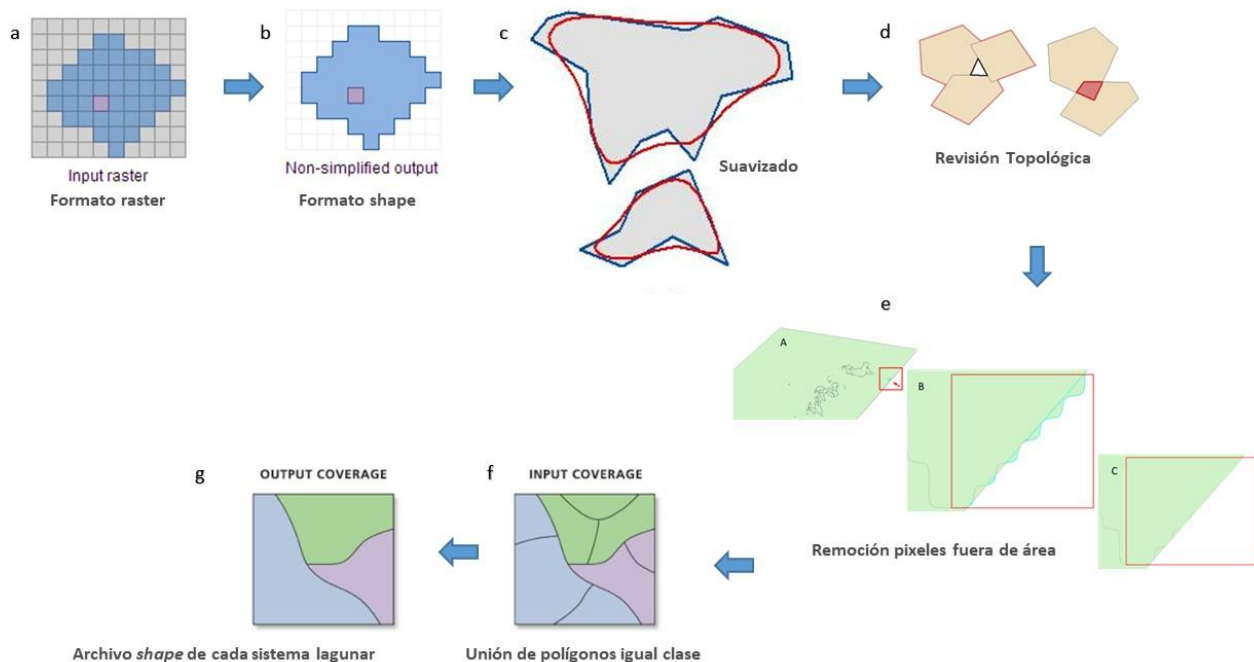 a
Input raster
Formato raster
b
Non-simplified output
Formato shape
c
Suavizado
d
Revisión Topológica
e
A
B
C
Remoción pixeles fuera de área
f
INPUT COVERAGE
Unión de polígonos igual clase
g
OUTPUT COVERAGE
Archivo shape de cada sistema lagunar